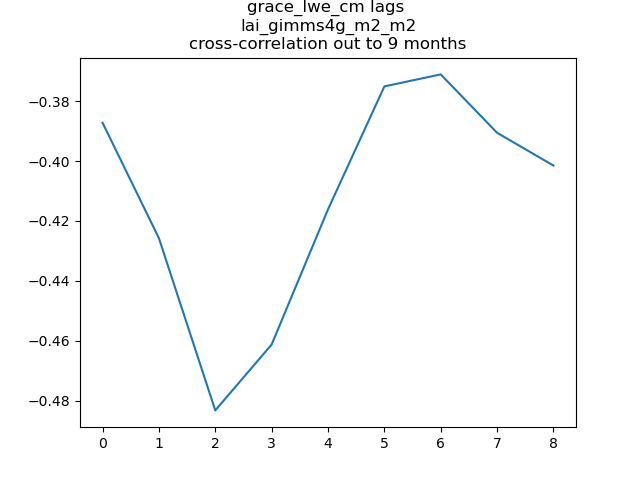 grace_lwe_cm lags
lai_gimms4g_m2_m2
cross-correlation out to 9 months
−0.38
−0.40
−0.42
−0.44
−0.46
−0.48
0 1 2 3 4 5 6 7 8